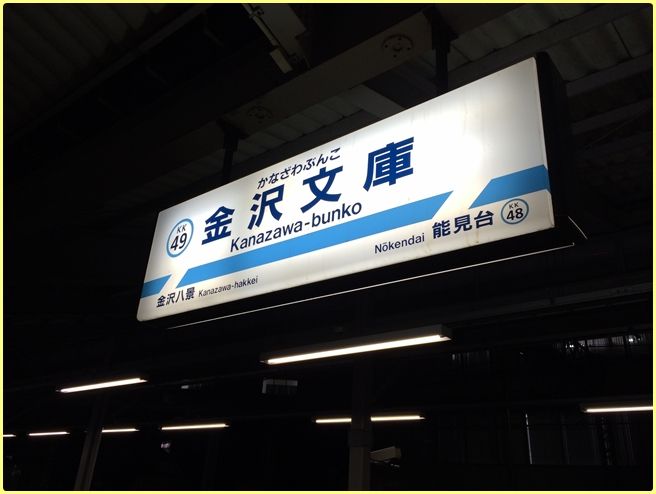 かなざわぶんこ
KK
49
金沢文庫
Kanazawa-bunko
金沢八景 Kanazawa-hakkei
Nōkendai 能見台
KK
48